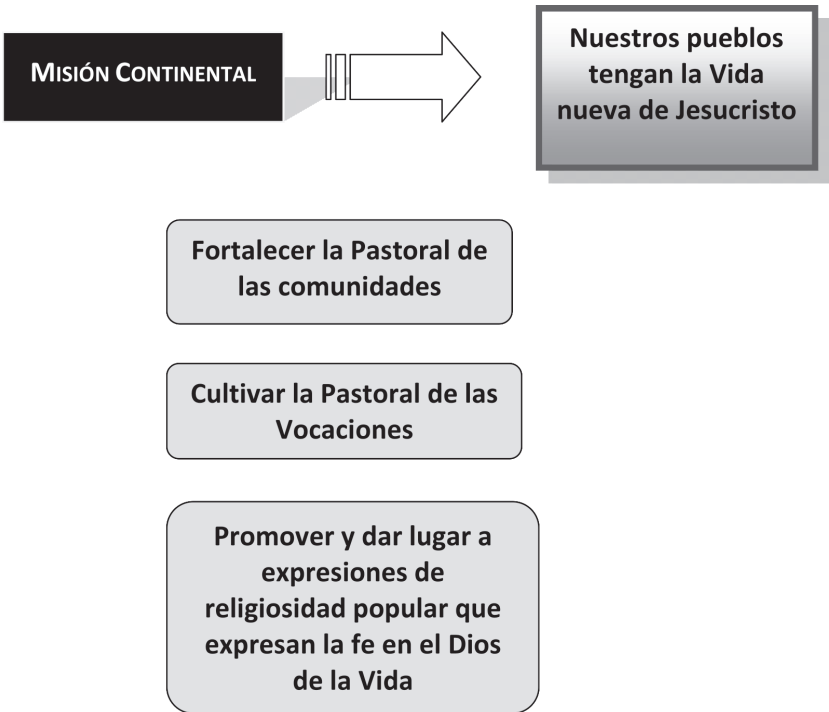 MISIÓN CONTINENTAL
Nuestros pueblos
tengan la Vida
nueva de Jesucristo
Fortalecer la Pastoral de
las comunidades
Cultivar la Pastoral de las
Vocaciones
Promover y dar lugar a
expresiones de
religiosidad popular que
expresan la fe en el Dios
de la Vida